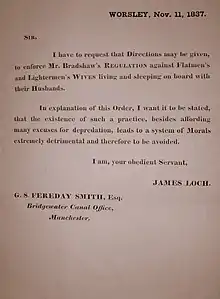 WORSLEY, Nov. 11, 1837.
SIR,
I have to request that Directions may be given,
to enforce Mr. Bradshaw's REGULATION against Flatmen's
and Lightermen's WIVES living and sleeping on board with
their Husbands.
In explanation of this Order, I want it to be stated,
that the existence of such a practice, besides affording
many excuses for depredation, leads to a system of Morals
extremely detrimental and therefore to be avoided.
I am, your obedient Servant,
JAMES LOCH.
G. S. FEREDAY SMITH, Esq.
Bridgewater Canal Office,
Manchester.